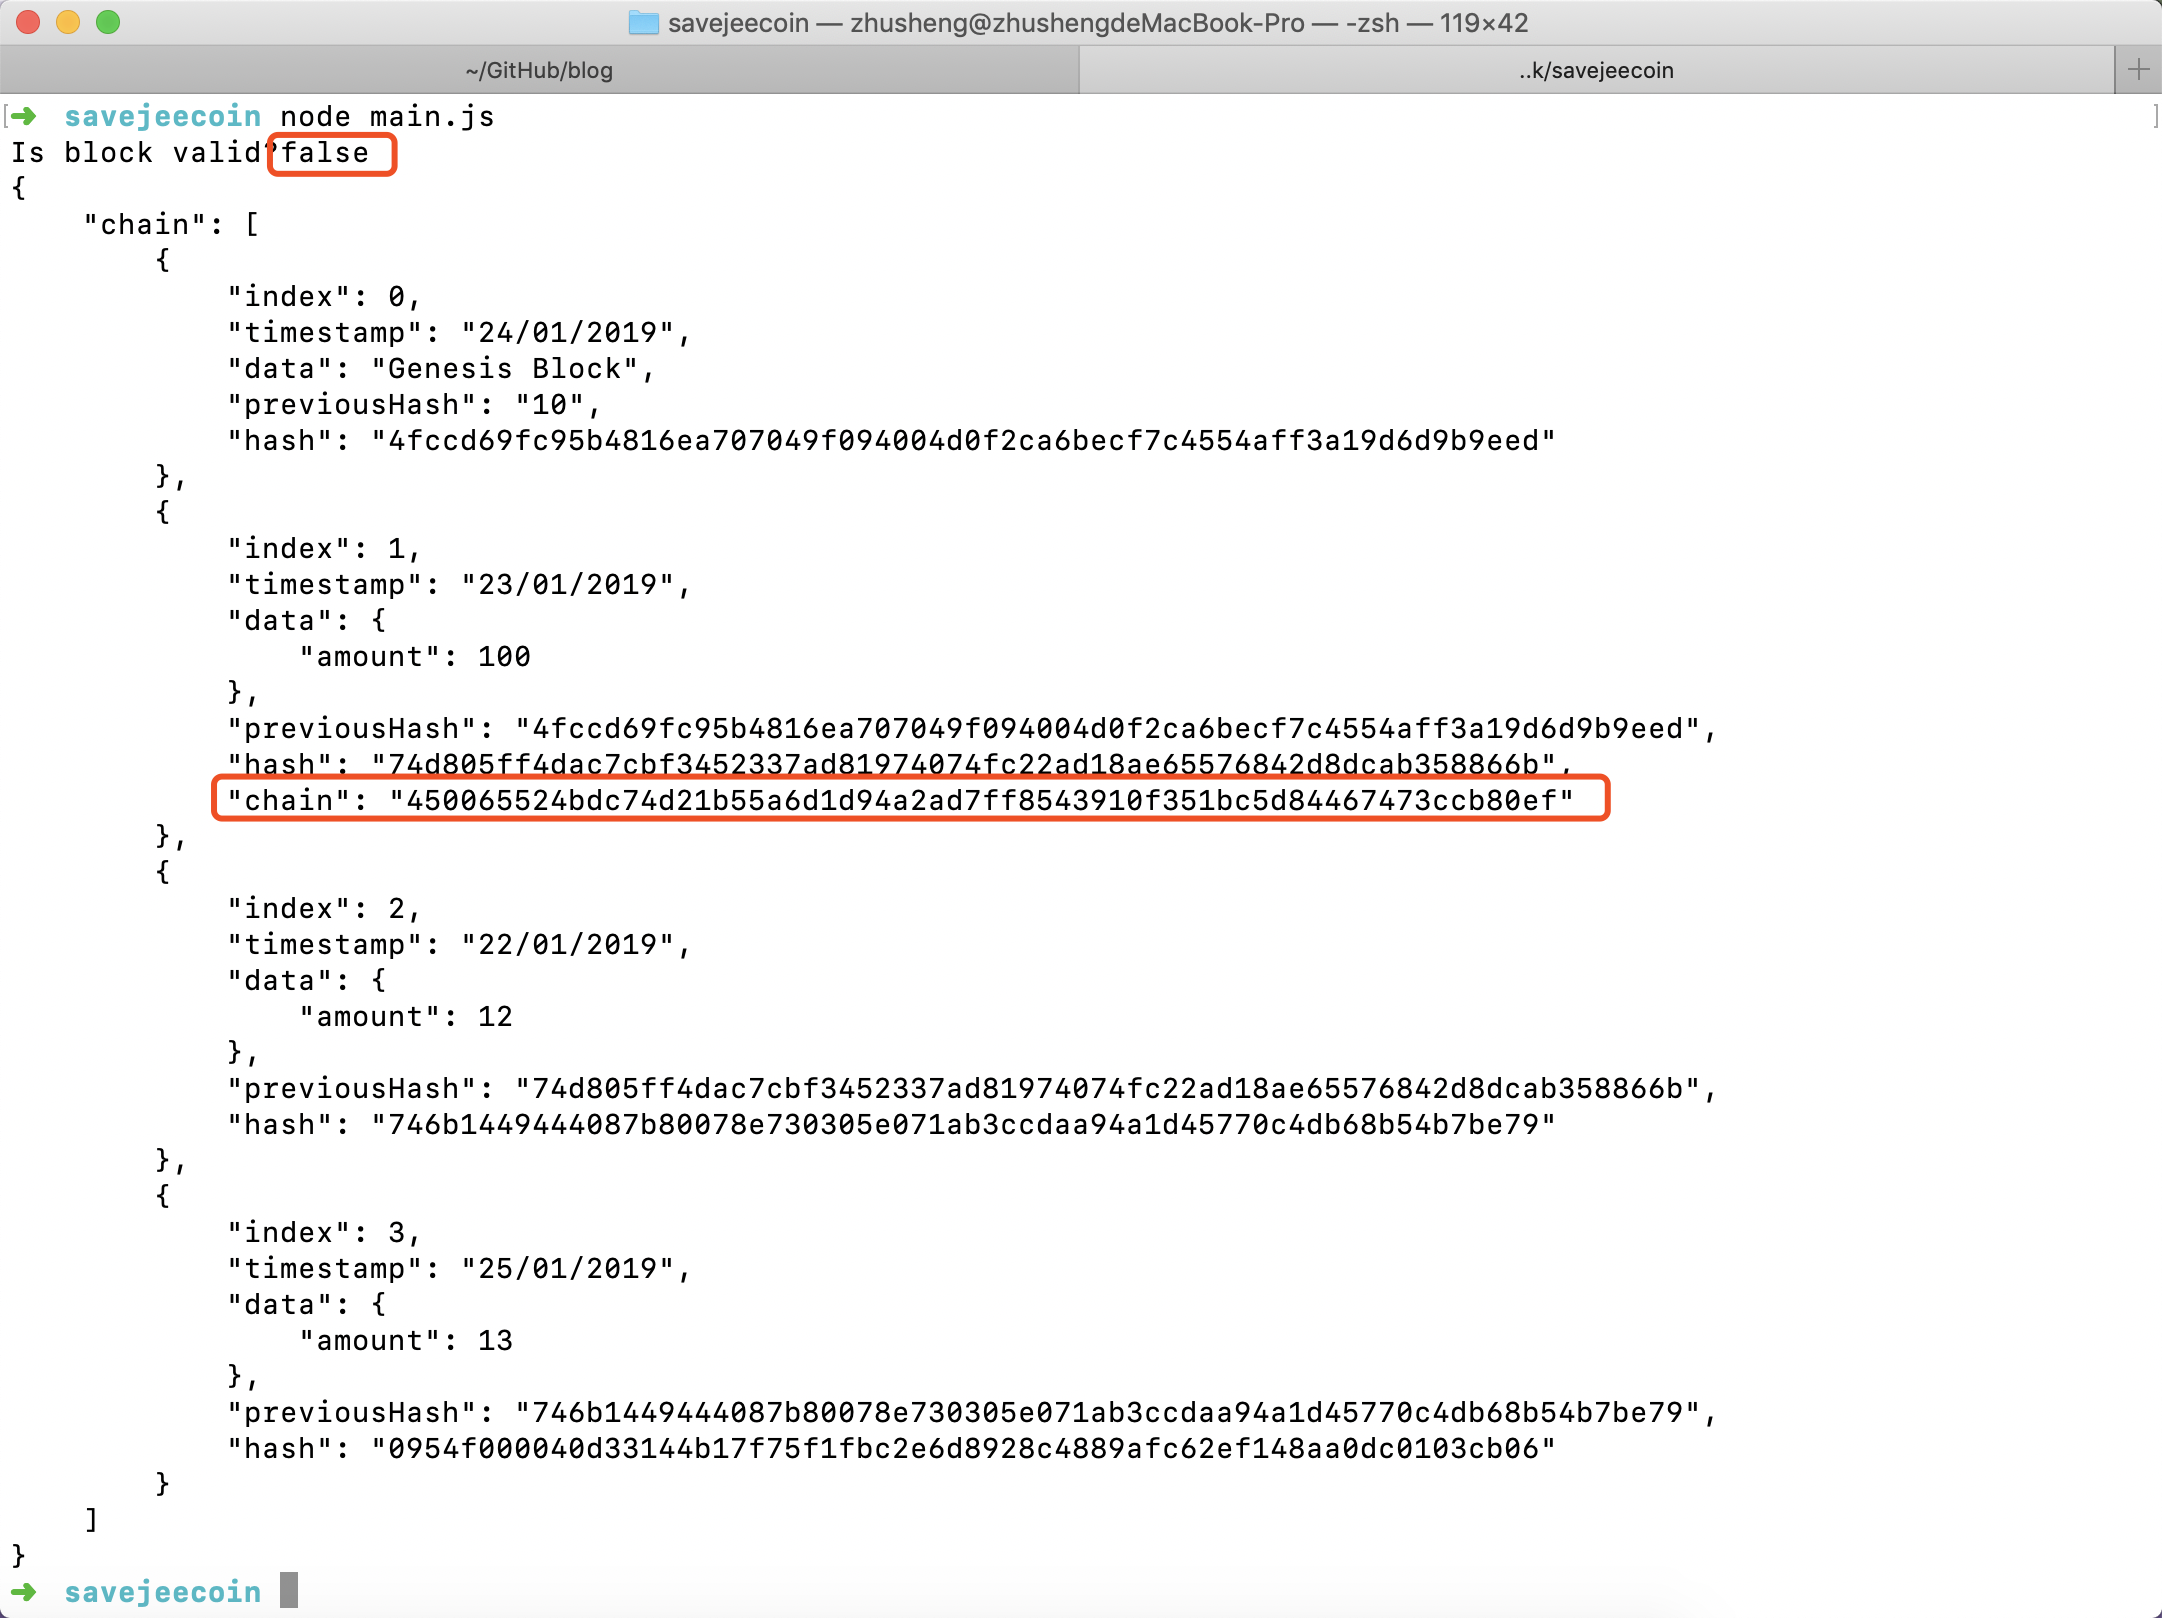 savejeecoin — zhusheng@zhushengdeMacBook-Pro — -zsh — 119×42
~/GitHub/blog
..k/savejeecoin
[➜  savejeecoin node main.js ]
Is block valid?false
{
    "chain": [
        {
            "index": 0,
            "timestamp": "24/01/2019",
            "data": "Genesis Block",
            "previousHash": "10",
            "hash": "4fccd69fc95b4816ea707049f094004d0f2ca6becf7c4554aff3a19d6d9b9eed"
        },
        {
            "index": 1,
            "timestamp": "23/01/2019",
            "data": {
                "amount": 100
            },
            "previousHash": "4fccd69fc95b4816ea707049f094004d0f2ca6becf7c4554aff3a19d6d9b9eed",
            "hash": "74d805ff4dac7cbf3452337ad81974074fc22ad18ae65576842d8dcab358866b",
            "chain": "450065524bdc74d21b55a6d1d94a2ad7ff8543910f351bc5d84467473ccb80ef"
        },
        {
            "index": 2,
            "timestamp": "22/01/2019",
            "data": {
                "amount": 12
            },
            "previousHash": "74d805ff4dac7cbf3452337ad81974074fc22ad18ae65576842d8dcab358866b",
            "hash": "746b1449444087b80078e730305e071ab3ccdaa94a1d45770c4db68b54b7be79"
        },
        {
            "index": 3,
            "timestamp": "25/01/2019",
            "data": {
                "amount": 13
            },
            "previousHash": "746b1449444087b80078e730305e071ab3ccdaa94a1d45770c4db68b54b7be79",
            "hash": "0954f000040d33144b17f75f1fbc2e6d8928c4889afc62ef148aa0dc0103cb06"
        }
    ]
}
➜  savejeecoin